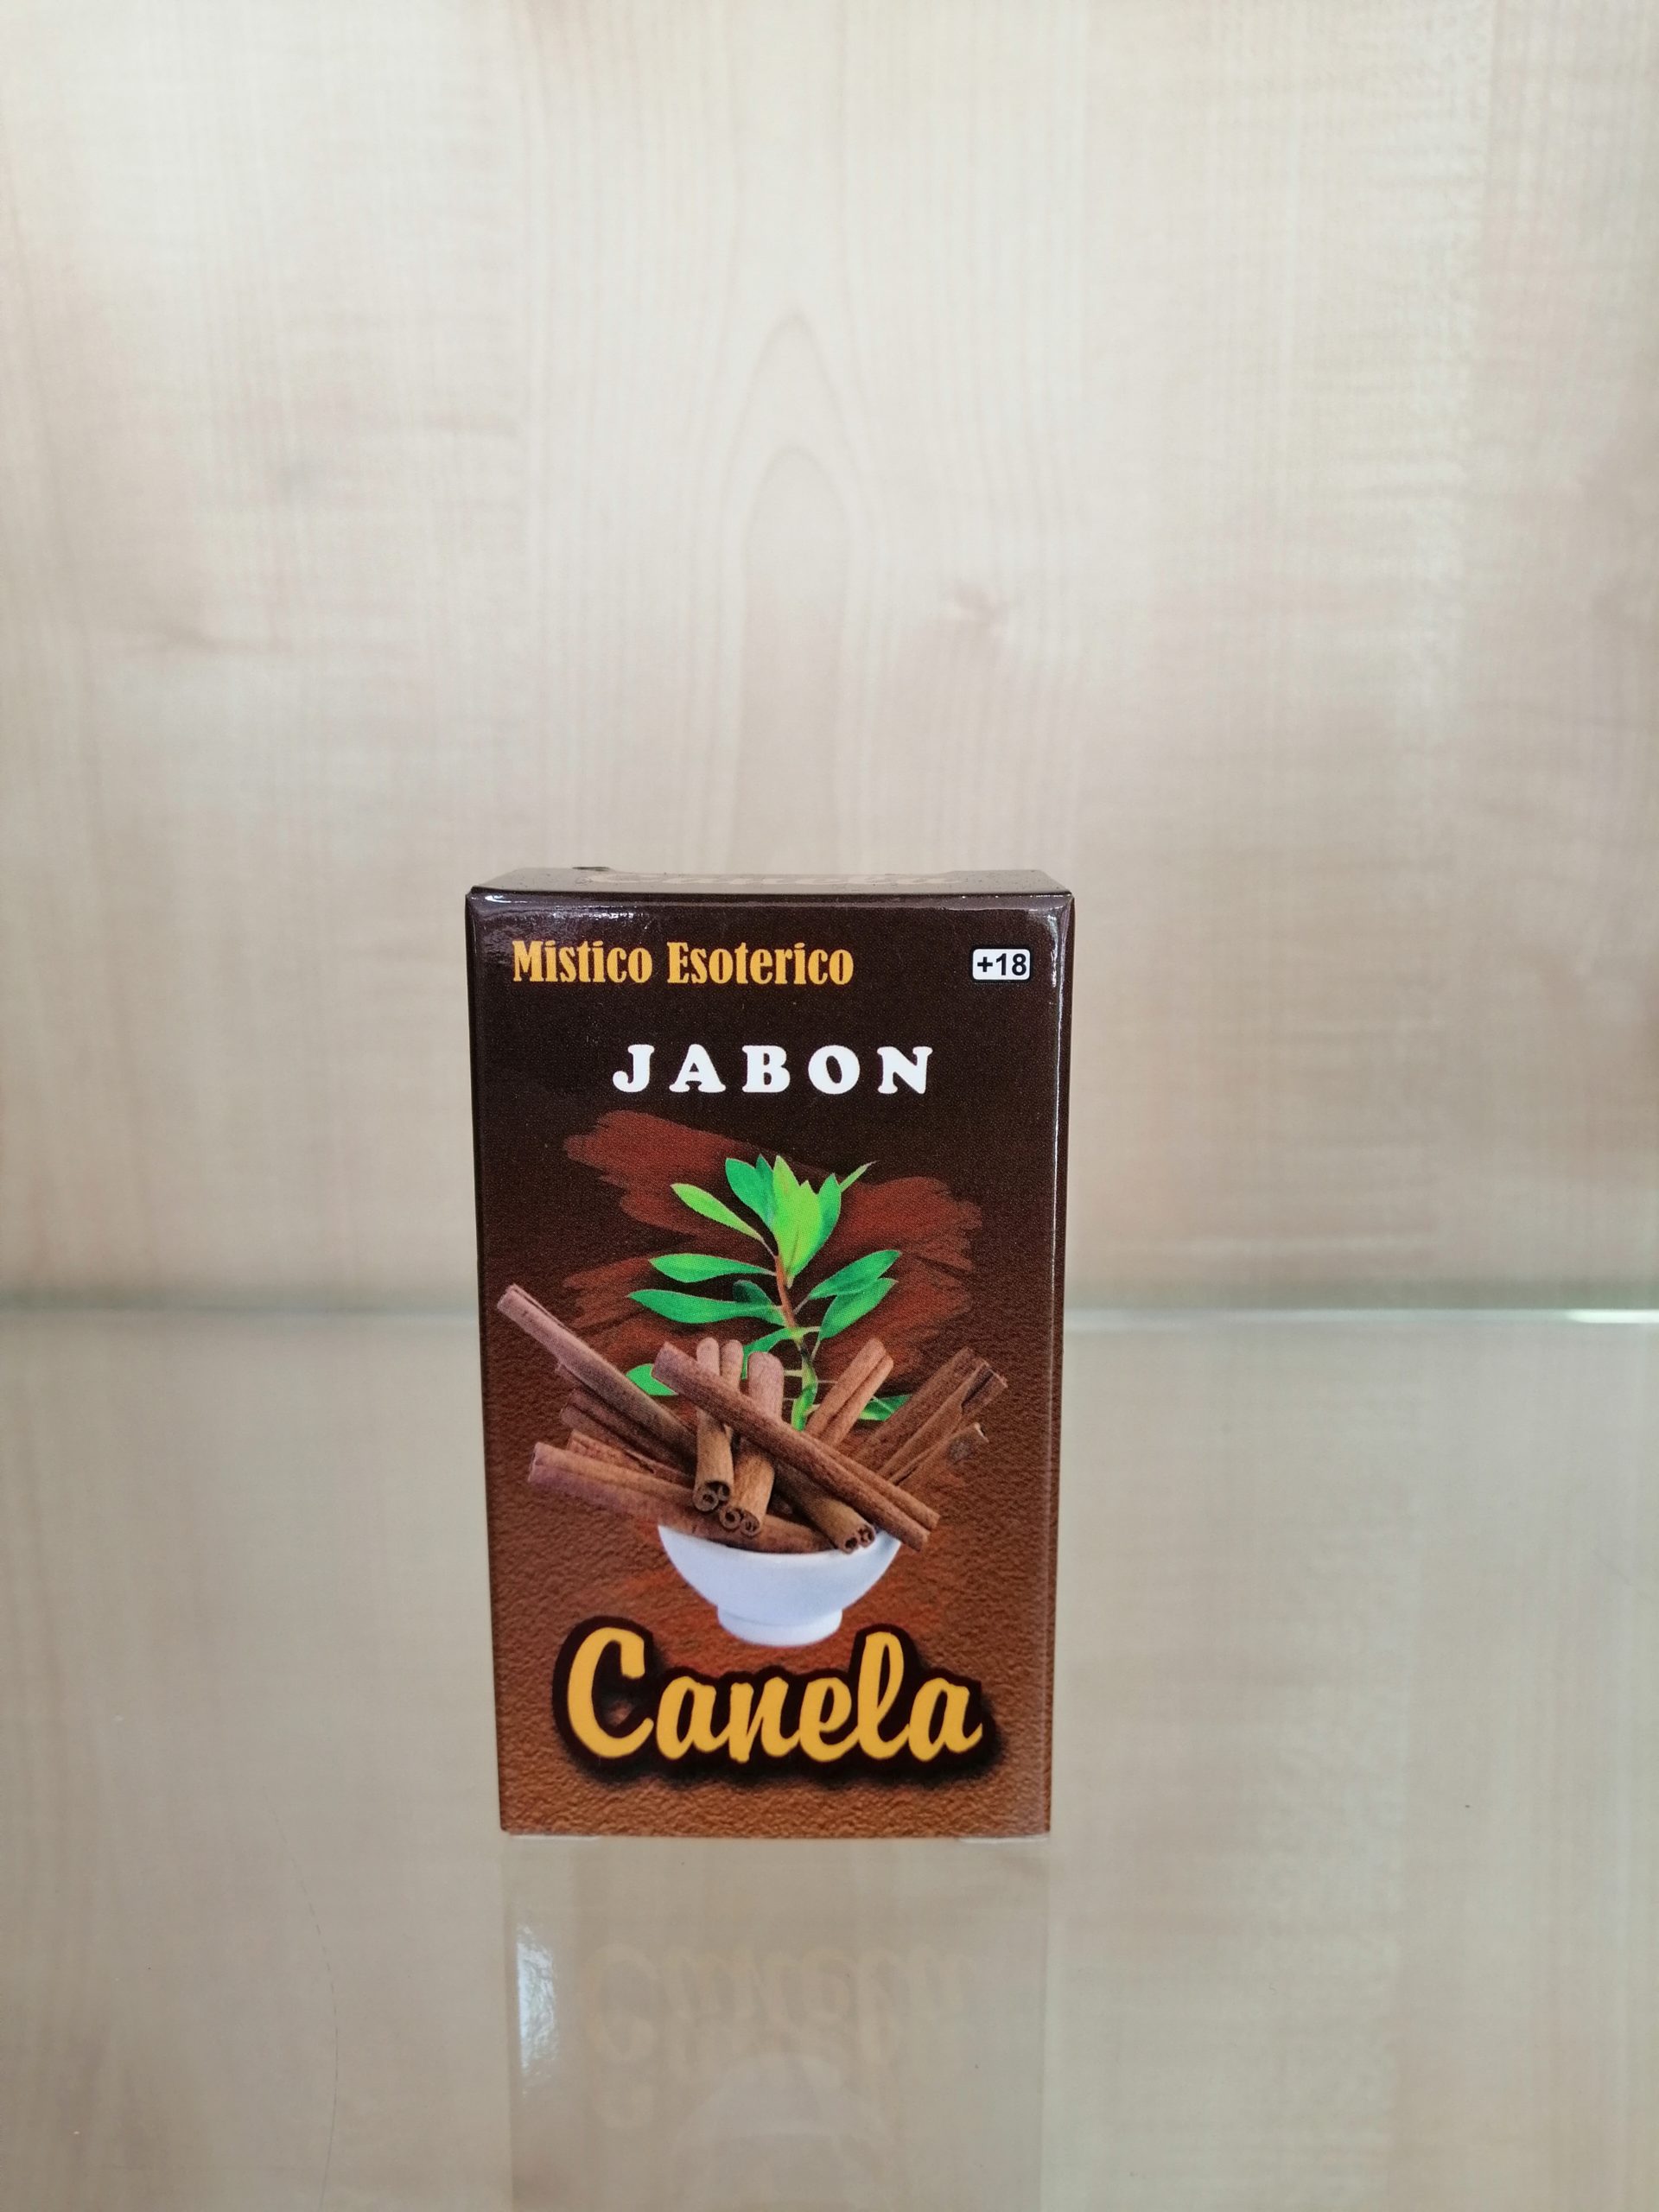 Mistico Esoterico
+18
JABON
Canela